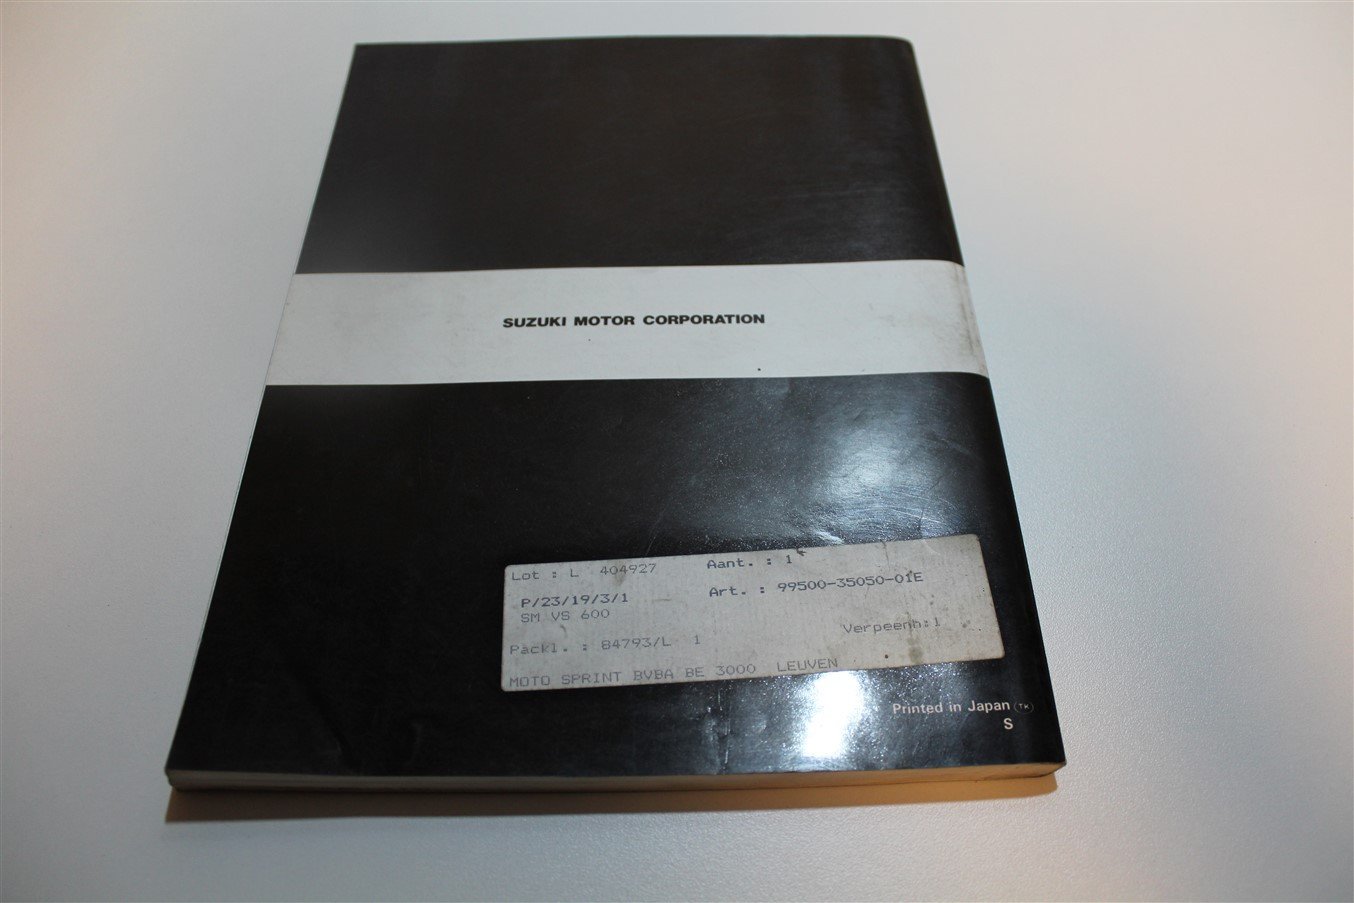 SUZUKI MOTOR CORPORATION
Lot : L 404927 Aant. : 1
P/23/19/3/1 Art. : 99500-35050-01E
SM VS 600
Packl. : 84793/L 1 Verpeenh:1
MOTO SPRINT BVBA BE 3000 LEUVEN
Printed in Japan TK
S